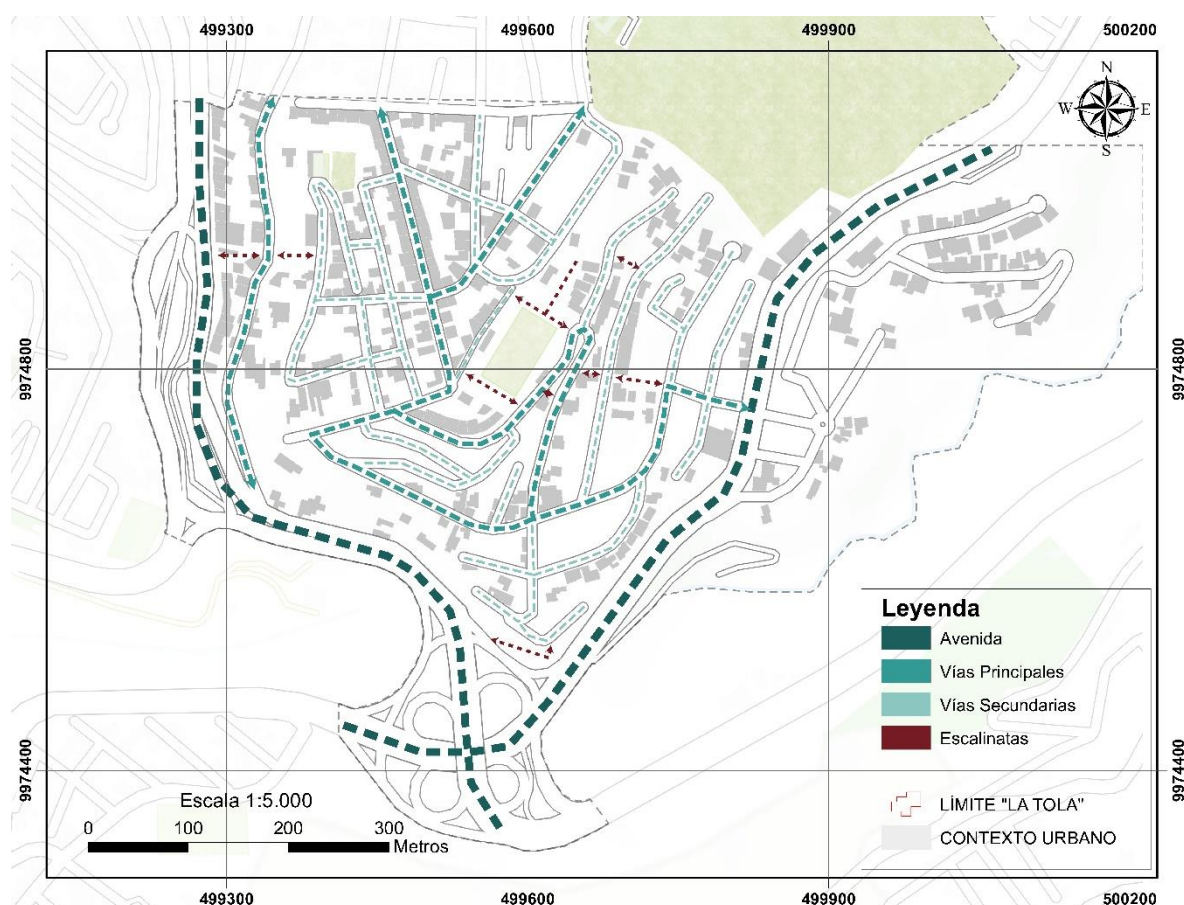 499300 499600 499900 500200
N
W E
S
9974800 9974800
Leyenda
Avenida
Vías Principales
Vías Secundarias
Escalinatas
LÍMITE "LA TOLA"
CONTEXTO URBANO
9974400 9974400
Escala 1:5.000
0 100 200 300
Metros
499300 499600 499900 500200